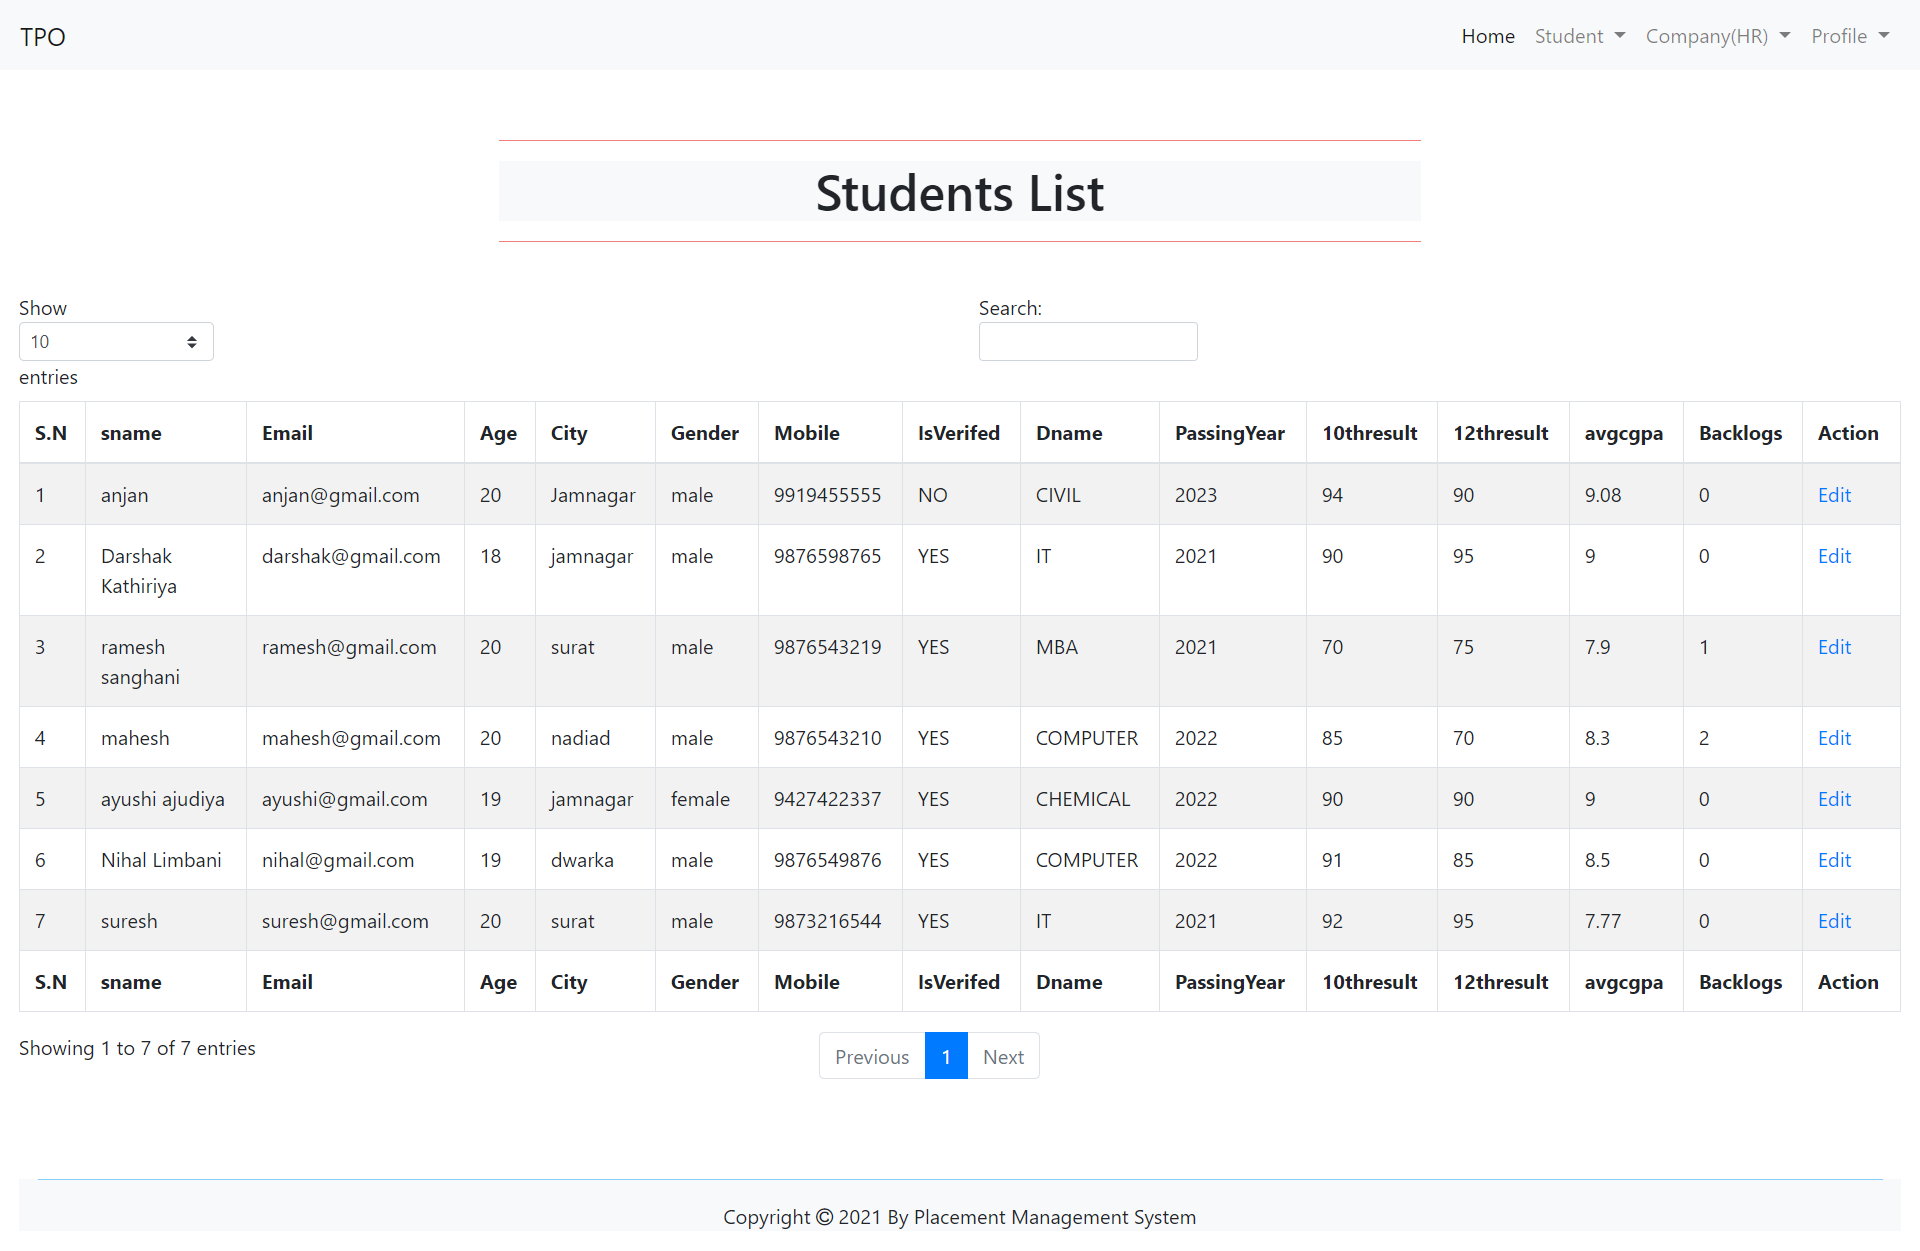 TPO Home Student Company(HR) Profile
Students List
Show
10
entries
Search:
S.N sname Email Age City Gender Mobile IsVerifed Dname PassingYear 10thresult 12thresult avgcgpa Backlogs Action
1 anjan anjan@gmail.com 20 Jamnagar male 9919455555 NO CIVIL 2023 94 90 9.08 0 Edit
2 Darshak Kathiriya darshak@gmail.com 18 jamnagar male 9876598765 YES IT 2021 90 95 9 0 Edit
3 ramesh sanghani ramesh@gmail.com 20 surat male 9876543219 YES MBA 2021 70 75 7.9 1 Edit
4 mahesh mahesh@gmail.com 20 nadiad male 9876543210 YES COMPUTER 2022 85 70 8.3 2 Edit
5 ayushi ajudiya ayushi@gmail.com 19 jamnagar female 9427422337 YES CHEMICAL 2022 90 90 9 0 Edit
6 Nihal Limbani nihal@gmail.com 19 dwarka male 9876549876 YES COMPUTER 2022 91 85 8.5 0 Edit
7 suresh suresh@gmail.com 20 surat male 9873216544 YES IT 2021 92 95 7.77 0 Edit
S.N sname Email Age City Gender Mobile IsVerifed Dname PassingYear 10thresult 12thresult avgcgpa Backlogs Action
Showing 1 to 7 of 7 entries
Previous 1 Next
Copyright © 2021 By Placement Management System